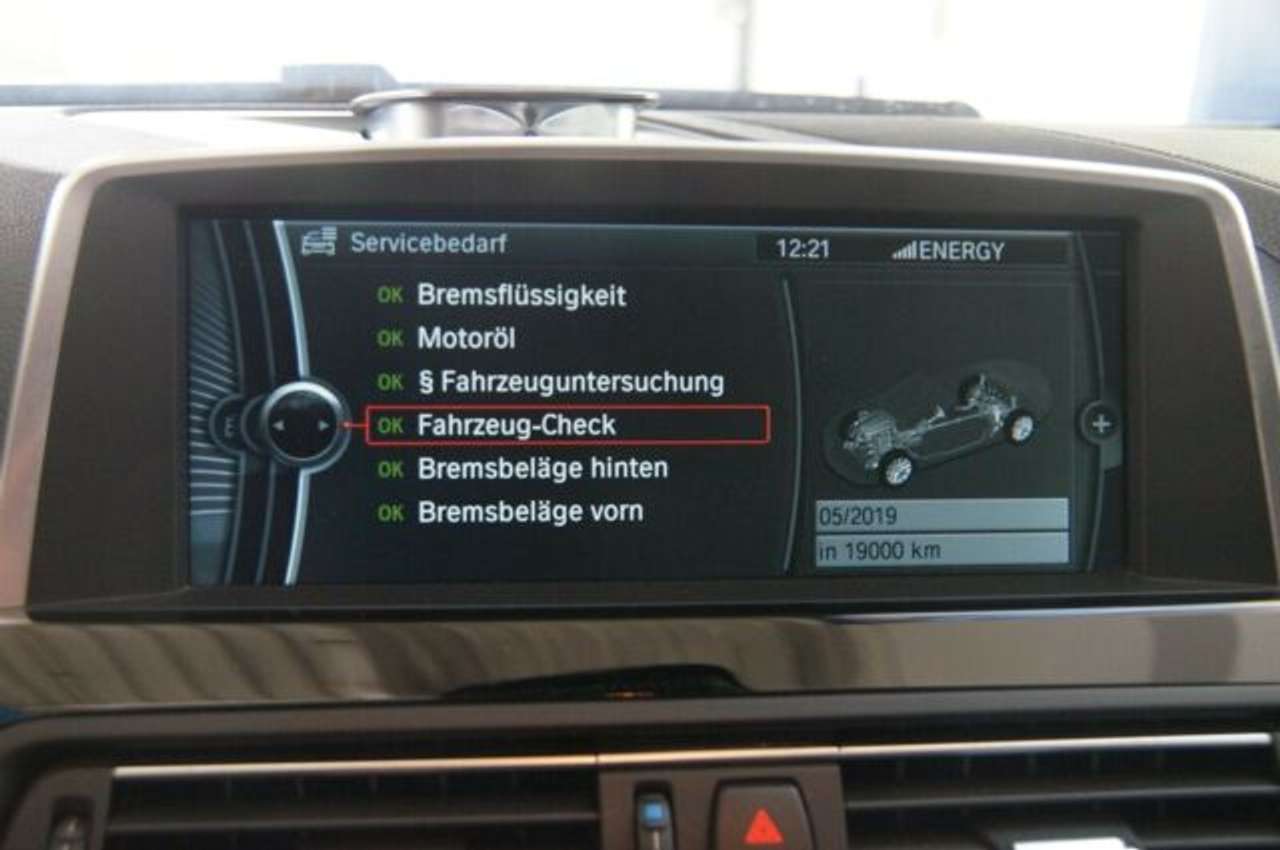 Servicebedarf
12:21
ENERGY
OK Bremsflüssigkeit
OK Motoröl
OK § Fahrzeuguntersuchung
OK Fahrzeug-Check
OK Bremsbeläge hinten
OK Bremsbeläge vorn
05/2019
in 19000 km
E